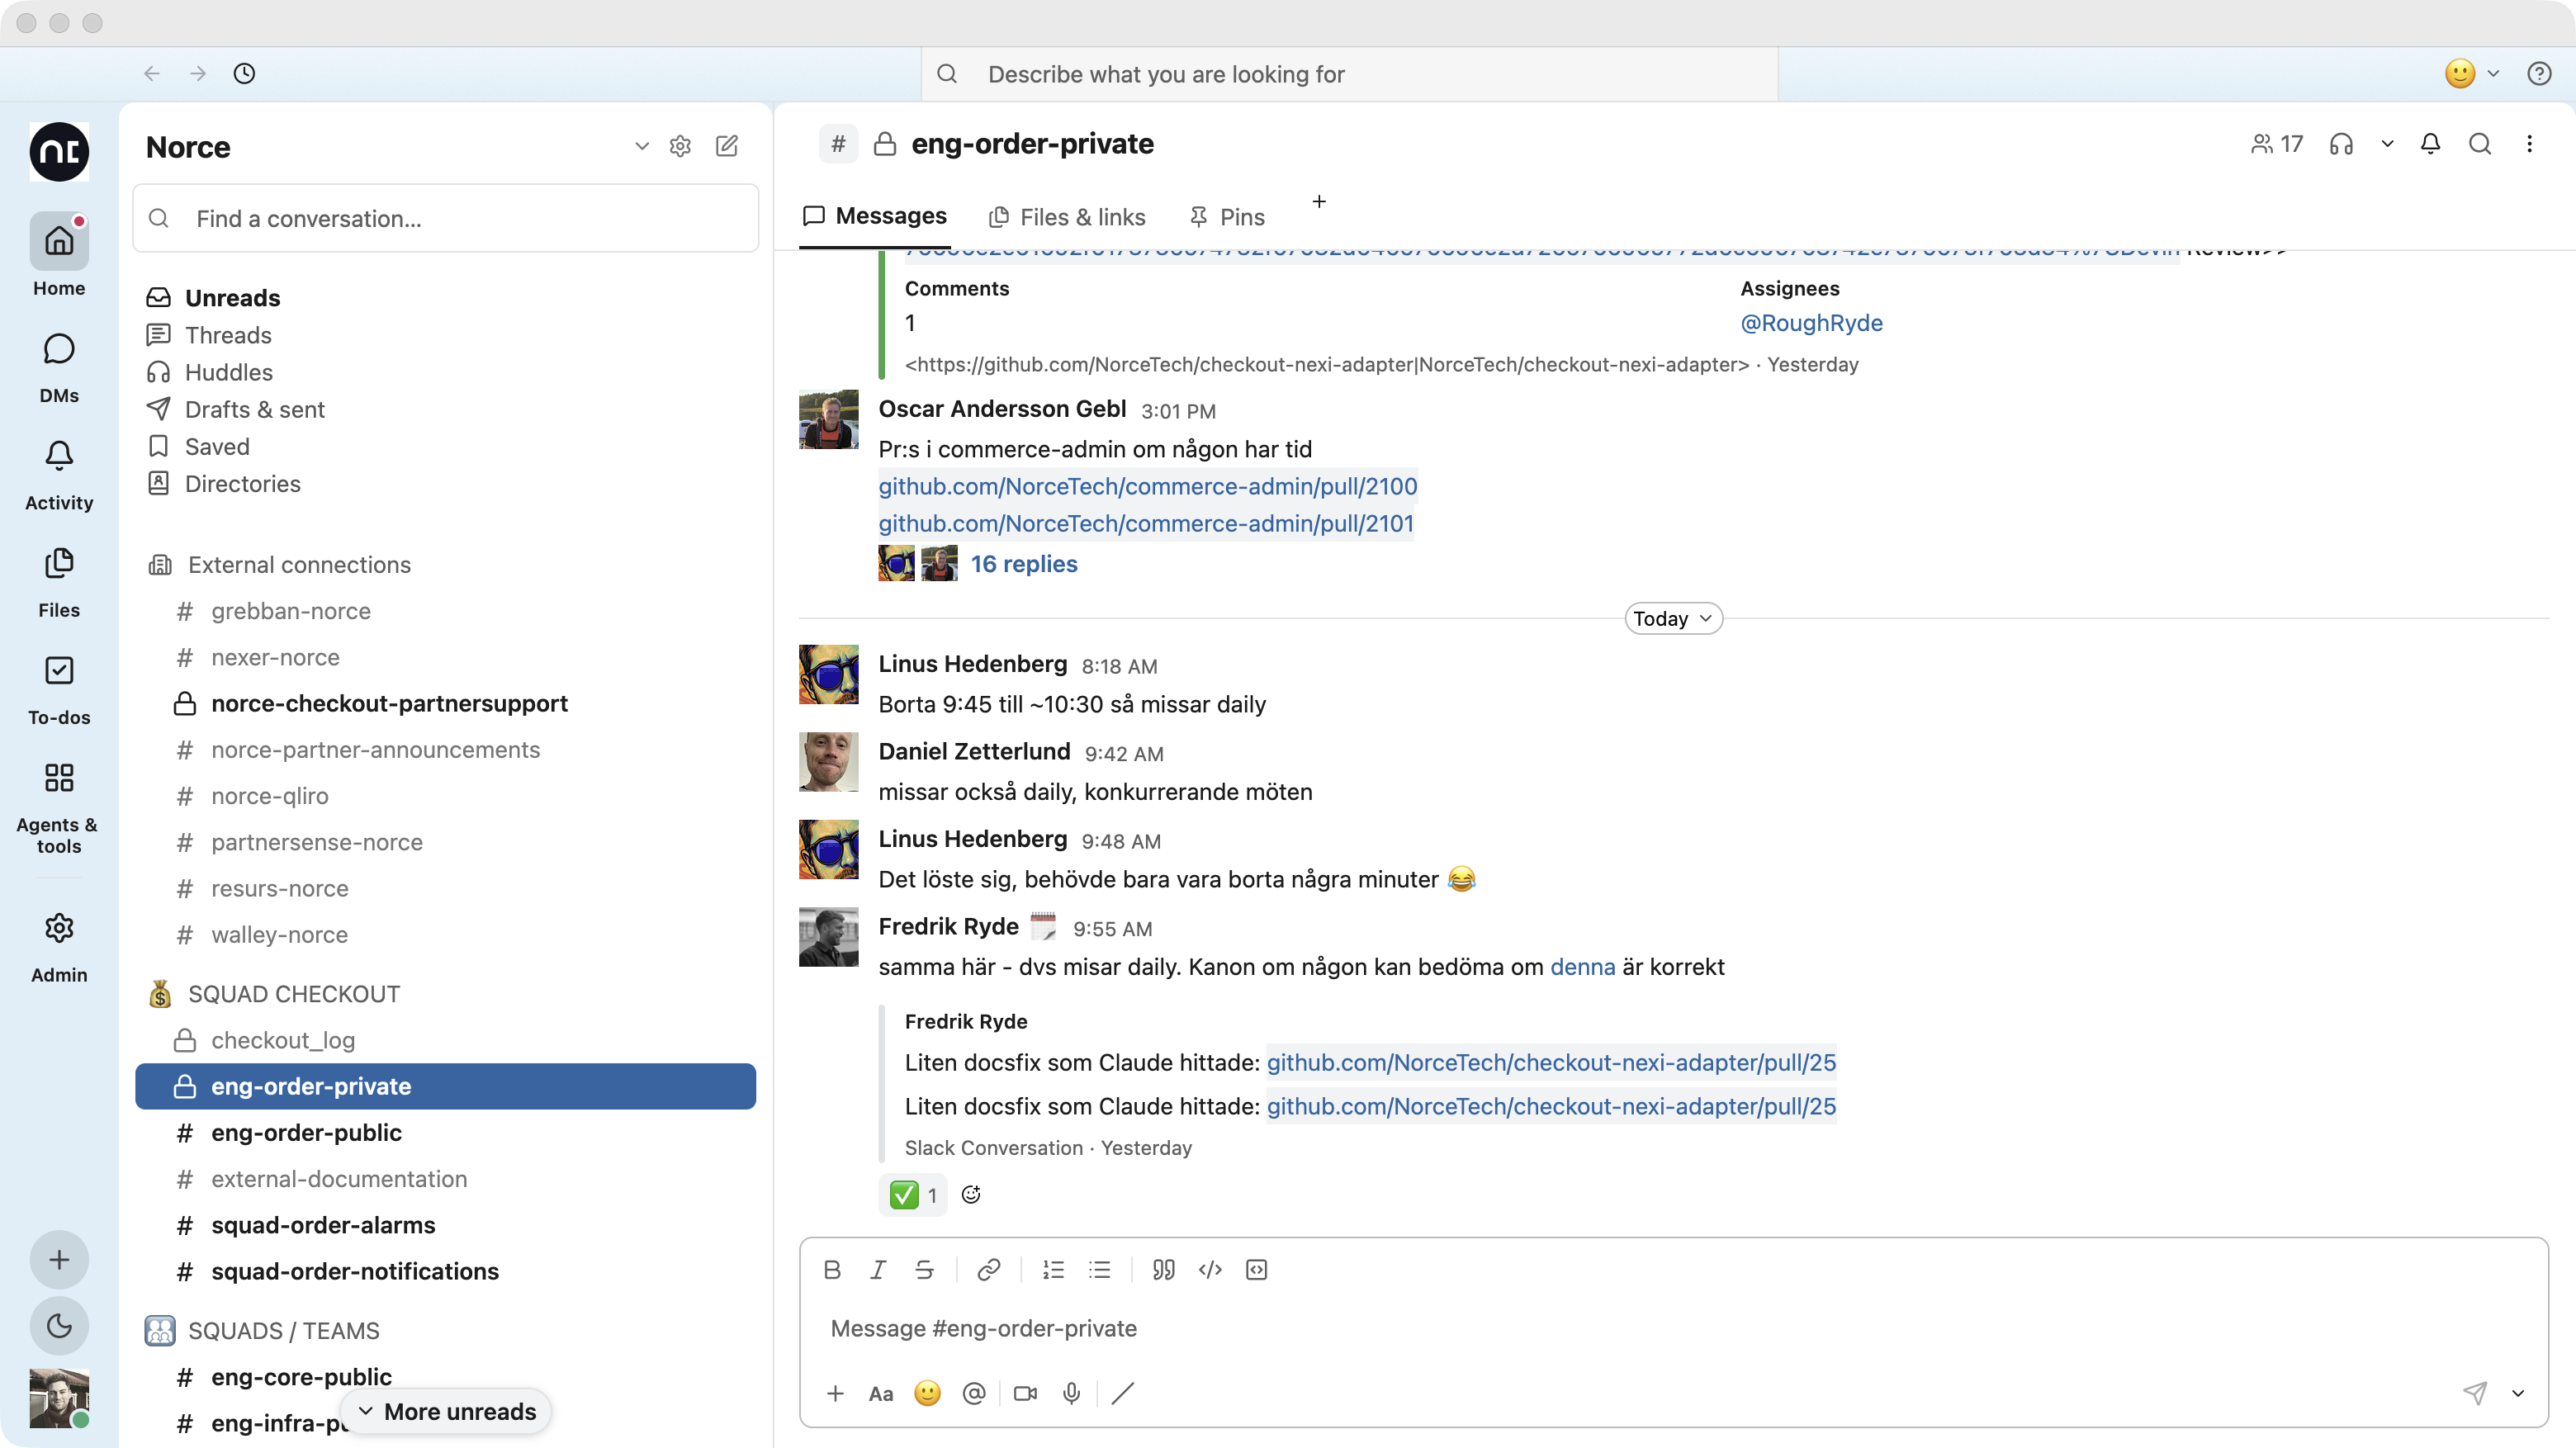 Describe what you are looking for
Home
DMs
Activity
Files
To-dos
Agents &
tools
Admin
Norce
Find a conversation...
Unreads
Threads
Huddles
Drafts & sent
Saved
Directories
External connections
# grebban-norce
# nexer-norce
norce-checkout-partnersupport
# norce-partner-announcements
# norce-qliro
# partnersense-norce
# resurs-norce
# walley-norce
SQUAD CHECKOUT
checkout_log
eng-order-private
# eng-order-public
# external-documentation
# squad-order-alarms
# squad-order-notifications
SQUADS / TEAMS
# eng-core-public
# eng-infra-
More unreads
# eng-order-private
17
Messages
Files & links
Pins
Comments
Assignees
1
@RoughRyde
<https://github.com/NorceTech/checkout-nexi-adapter|NorceTech/checkout-nexi-adapter> · Yesterday
Oscar Andersson Gebl 3:01 PM
Pr:s i commerce-admin om någon har tid
github.com/NorceTech/commerce-admin/pull/2100
github.com/NorceTech/commerce-admin/pull/2101
16 replies
Today
Linus Hedenberg 8:18 AM
Borta 9:45 till ~10:30 så missar daily
Daniel Zetterlund 9:42 AM
missar också daily, konkurrerande möten
Linus Hedenberg 9:48 AM
Det löste sig, behövde bara vara borta några minuter 😂
Fredrik Ryde 9:55 AM
samma här - dvs misar daily. Kanon om någon kan bedöma om denna är korrekt
Fredrik Ryde
Liten docsfix som Claude hittade: github.com/NorceTech/checkout-nexi-adapter/pull/25
Liten docsfix som Claude hittade: github.com/NorceTech/checkout-nexi-adapter/pull/25
Slack Conversation · Yesterday
✅ 1
Message #eng-order-private
Aa